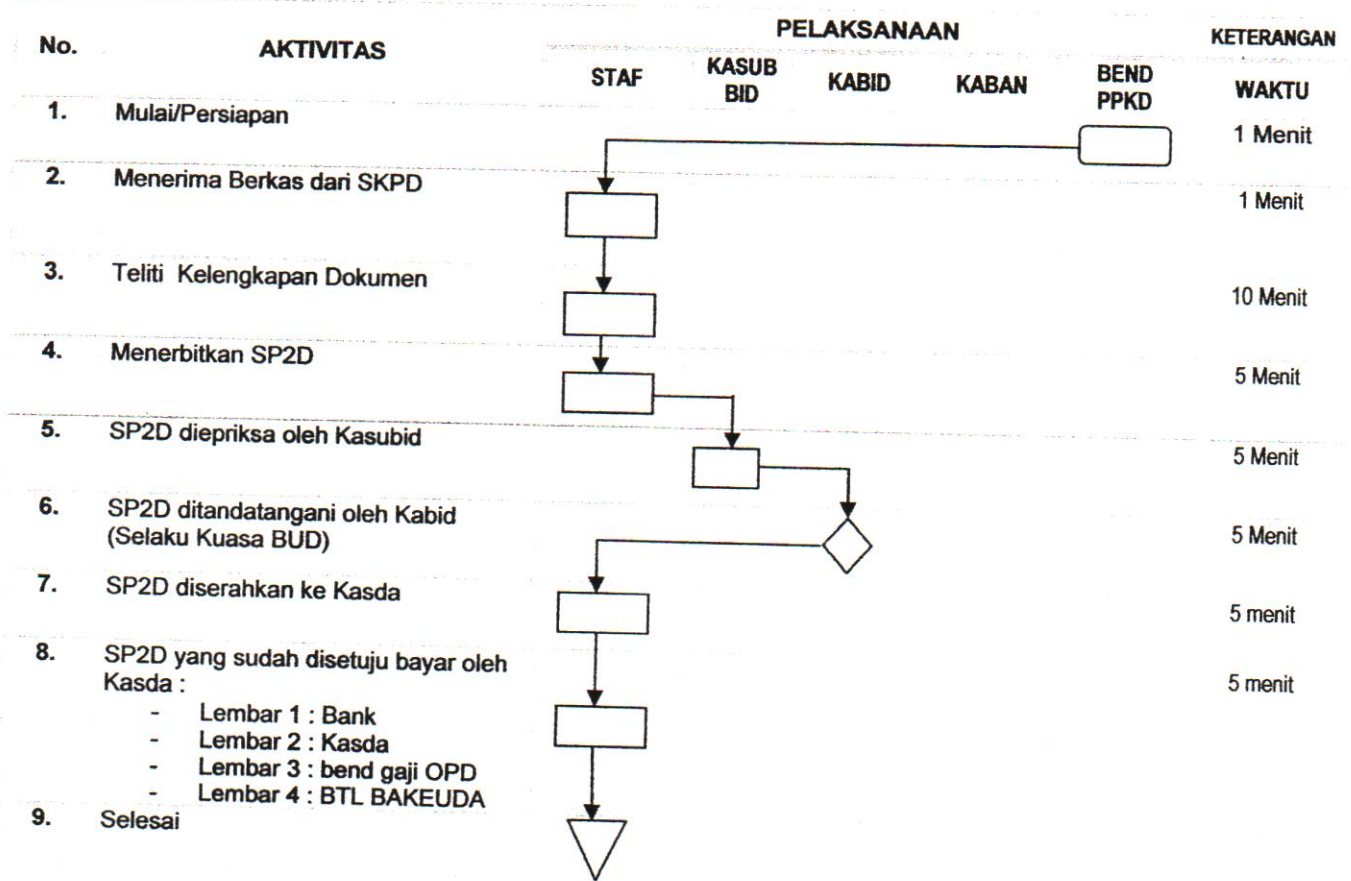 No. AKTIVITAS PELAKSANAAN KETERANGAN
STAF KASUB BID KABID KABAN BEND PPKD WAKTU
1. Mulai/Persiapan 1 Menit
2. Menerima Berkas dari SKPD 1 Menit
3. Teliti Kelengkapan Dokumen 10 Menit
4. Menerbitkan SP2D 5 Menit
5. SP2D diepriksa oleh Kasubid 5 Menit
6. SP2D ditandatangani oleh Kabid 5 Menit
(Selaku Kuasa BUD)
7. SP2D diserahkan ke Kasda 5 menit
8. SP2D yang sudah disetuju bayar oleh 5 menit
Kasda :
- Lembar 1 : Bank
- Lembar 2 : Kasda
- Lembar 3 : bend gaji OPD
- Lembar 4 : BTL BAKEUDA
9. Selesai